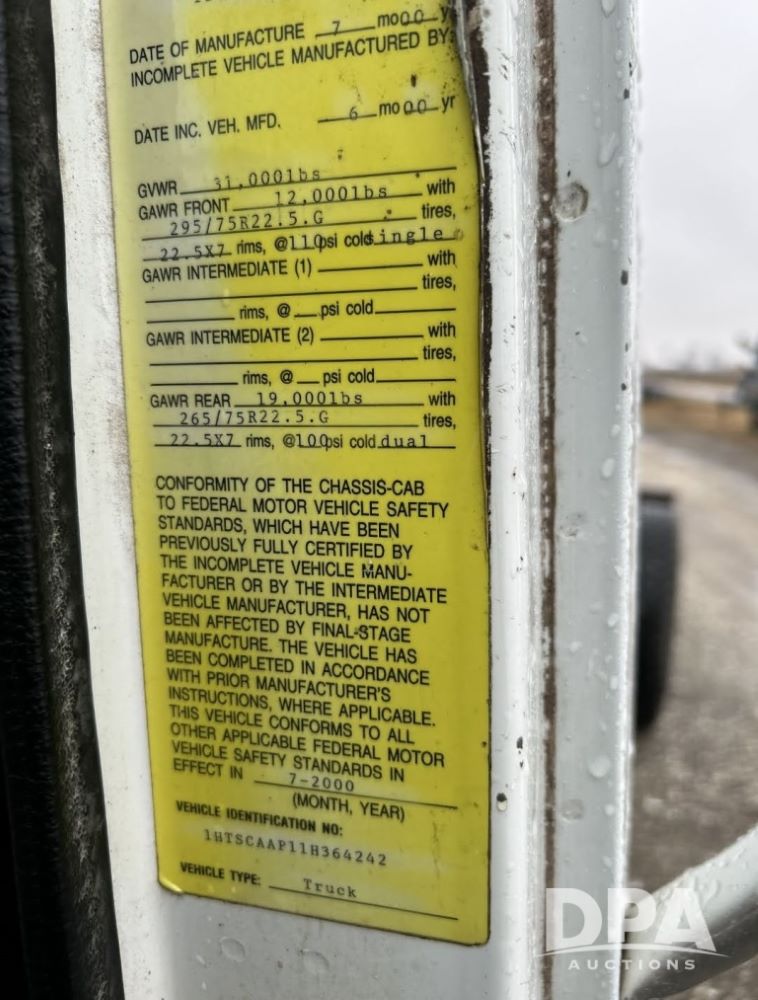 DATE OF MANUFACTURE 7 mo 00 y
INCOMPLETE VEHICLE MANUFACTURED BY:
DATE INC. VEH. MFD. 6 mo 00 yr
GVWR 31,000lbs
GAWR FRONT 12,000lbs with
295/75R22.5.G tires,
22.5X7 rims, @110psi cold single
GAWR INTERMEDIATE (1) with
tires,
rims, @ psi cold
GAWR INTERMEDIATE (2) with
tires,
rims, @ psi cold
GAWR REAR 19,000lbs with
265/75R22.5.G tires,
22.5X7 rims, @100psi cold dual
CONFORMITY OF THE CHASSIS-CAB
TO FEDERAL MOTOR VEHICLE SAFETY
STANDARDS, WHICH HAVE BEEN
PREVIOUSLY FULLY CERTIFIED BY
THE INCOMPLETE VEHICLE MANU-
FACTURER OR BY THE INTERMEDIATE
VEHICLE MANUFACTURER, HAS NOT
BEEN AFFECTED BY FINAL-STAGE
MANUFACTURE. THE VEHICLE HAS
BEEN COMPLETED IN ACCORDANCE
WITH PRIOR MANUFACTURER'S
INSTRUCTIONS, WHERE APPLICABLE.
THIS VEHICLE CONFORMS TO ALL
OTHER APPLICABLE FEDERAL MOTOR
VEHICLE SAFETY STANDARDS IN
EFFECT IN 7-2000
(MONTH, YEAR)
VEHICLE IDENTIFICATION NO:
1HTSCAAP11H364242
VEHICLE TYPE: Truck
DPA
AUCTIONS